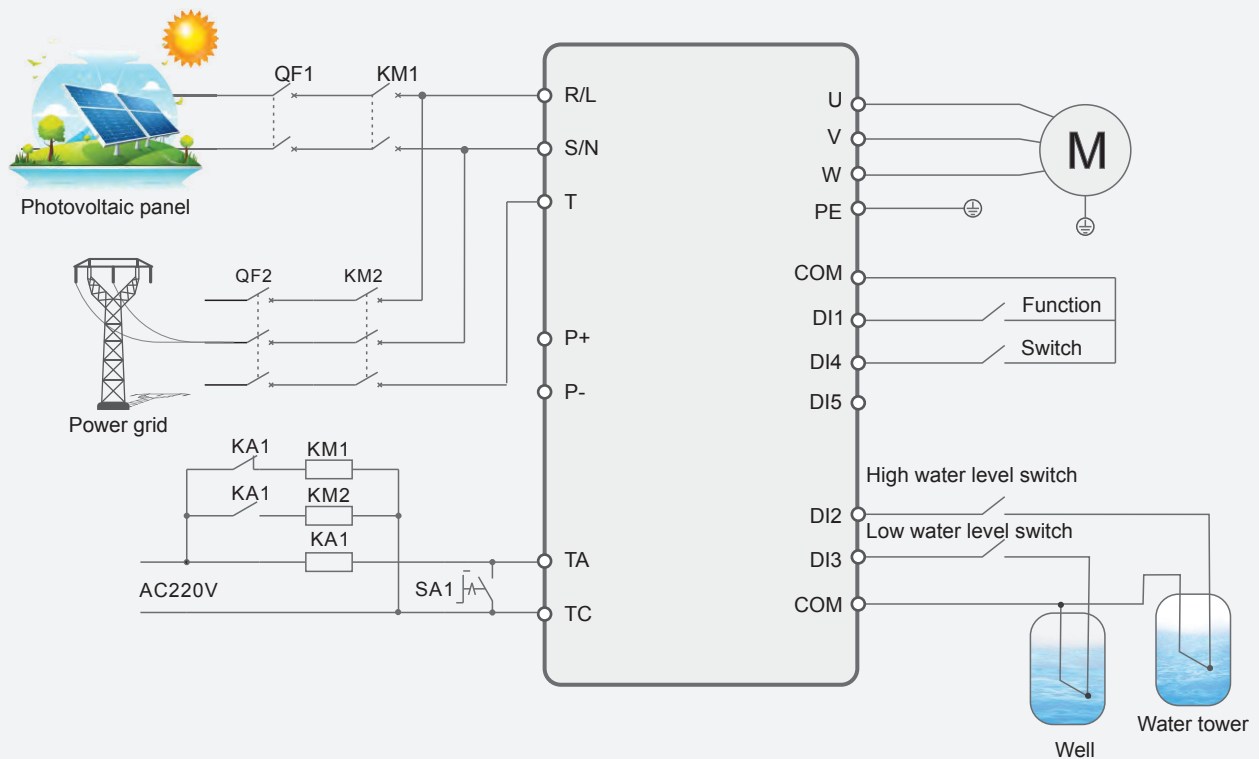 QF1
KM1
R/L
S/N
T
Photovoltaic panel
QF2
KM2
P+
P-
Power grid
KA1
KM1
KA1
KM2
KA1
TA
AC220V
SA1
TC
U
V
W
PE
M
COM
DI1
Function
DI4
Switch
DI5
High water level switch
DI2
Low water level switch
DI3
COM
Well
Water tower